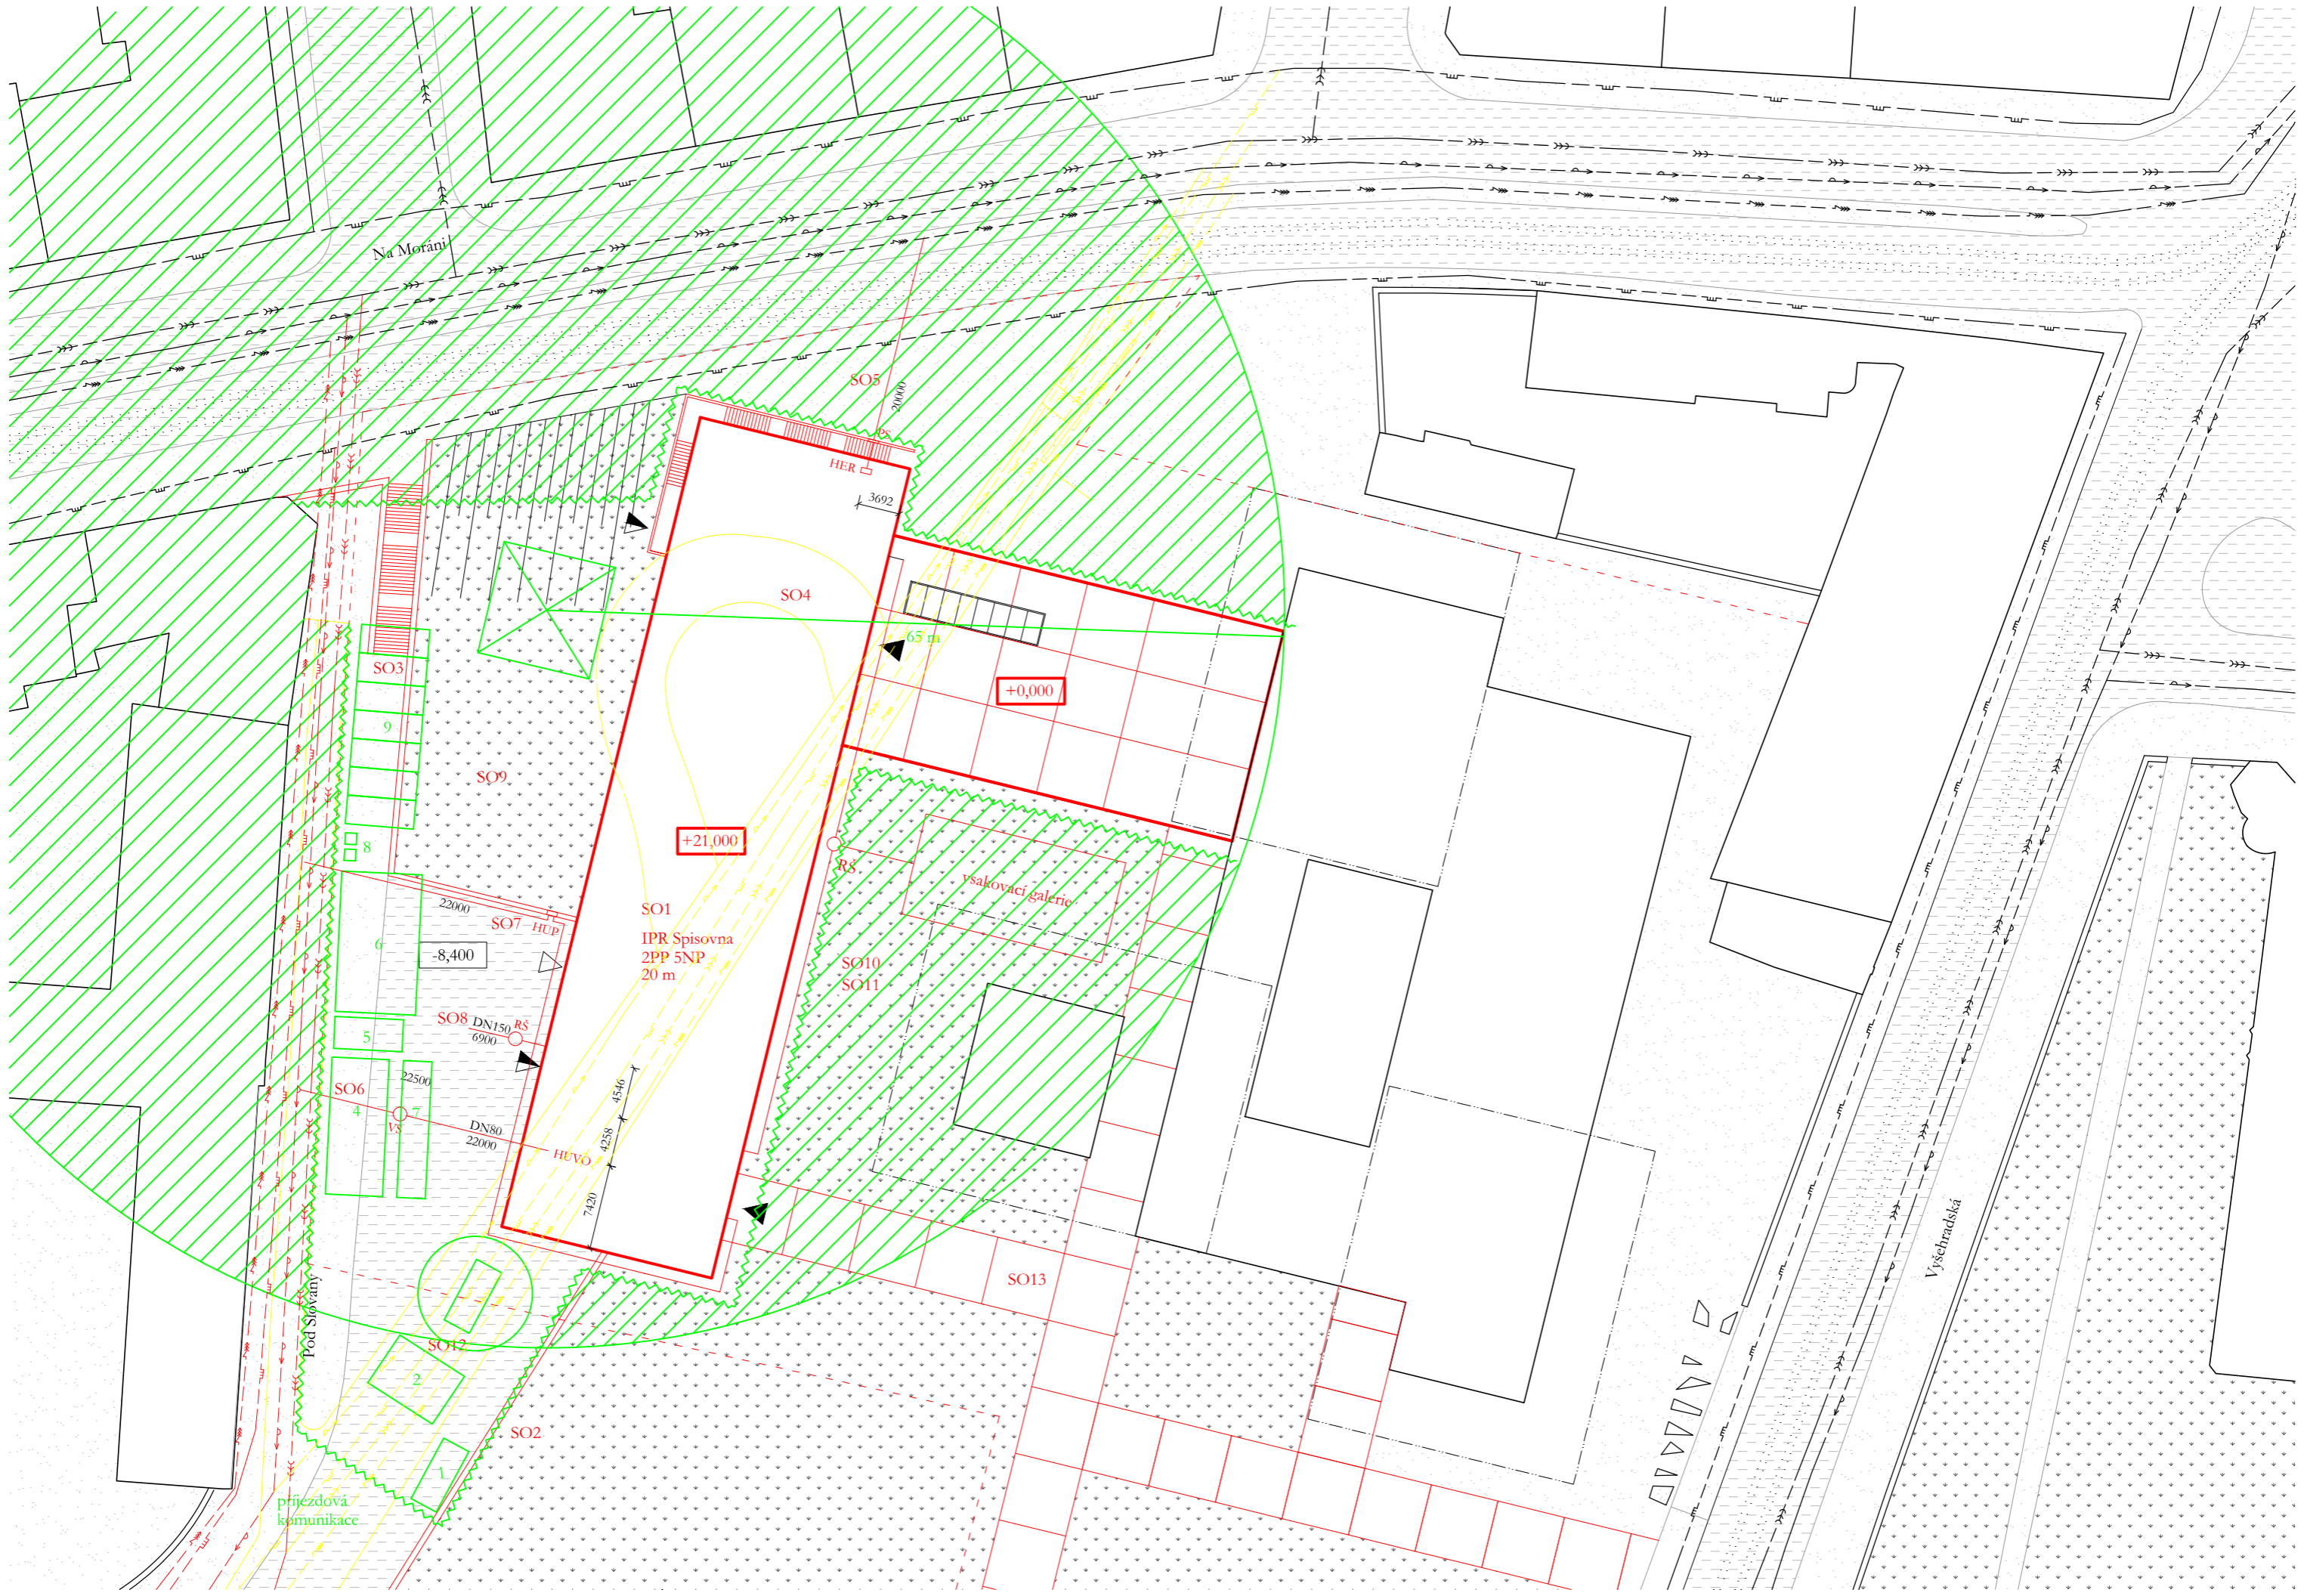 Na Moráni
SO5
20000
PS
HER
3692
SO4
65 m
+0,000
SO3
9
SO9
8
+21,000
RŠ
vsakovací galerie
22000
SO7
HUP
6
-8,400
SO1
IPR Spisovna
2PP 5NP
20 m
SO10
SO11
SO8
DN150
6900
RŠ
5
22500
SO6
4
7
VŠ
DN80
22000
HUVO
4546
4258
7420
SO13
Pod Slovany
Vyšehradská
SO12
2
SO2
1
příjezdová
komunikace